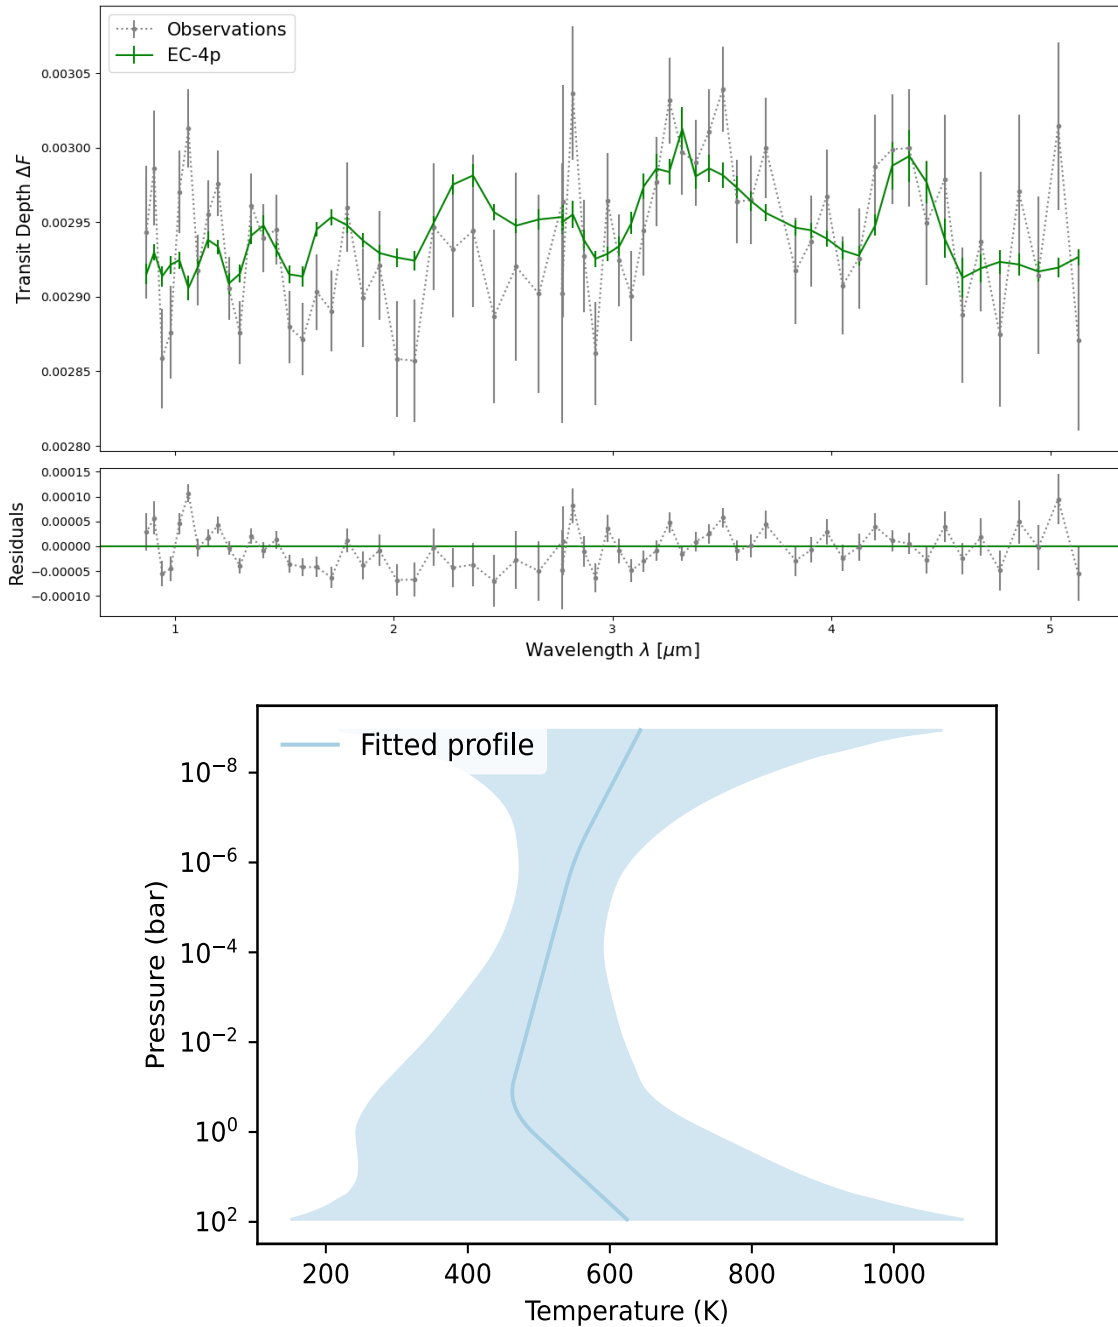 Observations
EC-4p
0.00305
0.00300
0.00295
0.00290
0.00285
0.00280
Transit Depth ΔF
0.00015
0.00010
0.00005
0.00000
−0.00005
−0.00010
Residuals
1 2 3 4 5
Wavelength λ [μm]
Fitted profile
10⁻⁸
10⁻⁶
10⁻⁴
10⁻²
10⁰
10²
Pressure (bar)
200 400 600 800 1000
Temperature (K)